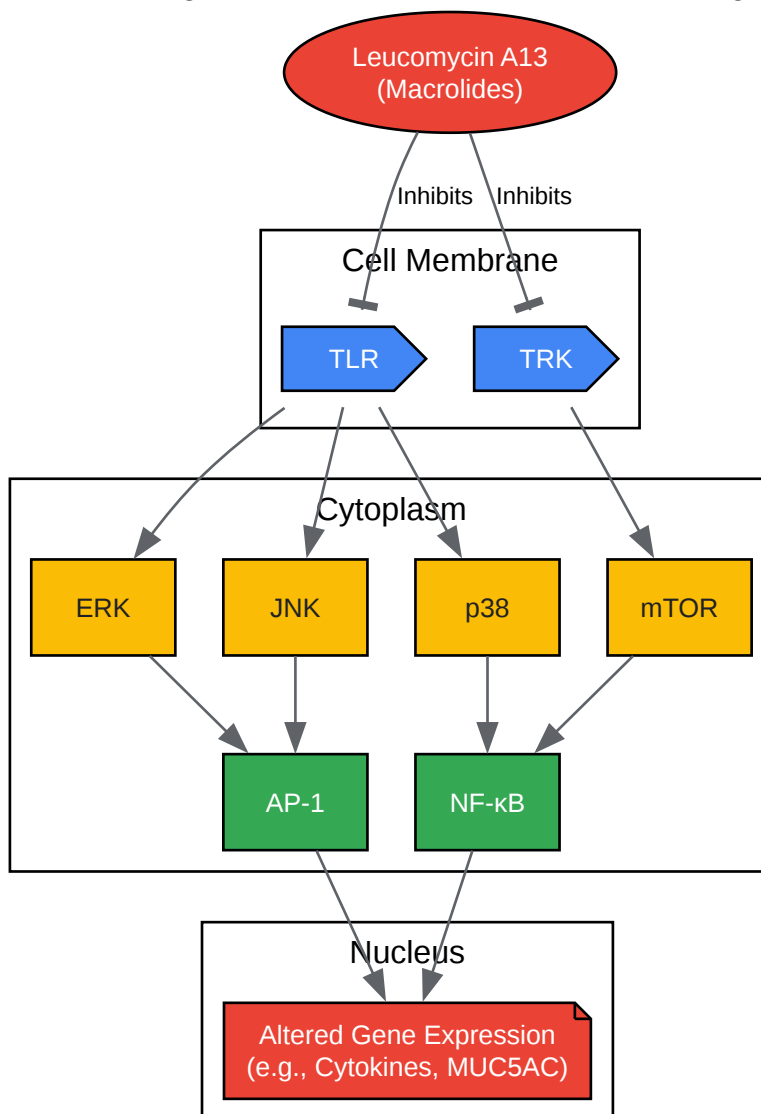 Leucomycin A13
(Macrolides)
Inhibits Inhibits
Cell Membrane
TLR TRK
Cytoplasm
ERK JNK p38 mTOR
AP-1 NF-κB
Nucleus
Altered Gene Expression
(e.g., Cytokines, MUC5AC)